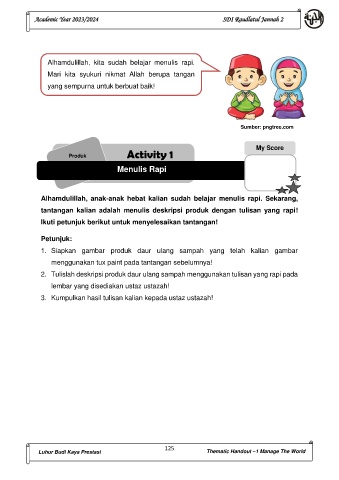 Academic Year 2023/2024
SDI Raudlatul Jannah 2
Alhamdulillah, kita sudah belajar menulis rapi.
Mari kita syukuri nikmat Allah berupa tangan
yang sempurna untuk berbuat baik!
Sumber: pngtree.com
My Score
Produk
Activity 1
Menulis Rapi
Alhamdulillah, anak-anak hebat kalian sudah belajar menulis rapi. Sekarang,
tantangan kalian adalah menulis deskripsi produk dengan tulisan yang rapi!
Ikuti petunjuk berikut untuk menyelesaikan tantangan!
Petunjuk:
1. Siapkan gambar produk daur ulang sampah yang telah kalian gambar
menggunakan tux paint pada tantangan sebelumnya!
2. Tulislah deskripsi produk daur ulang sampah menggunakan tulisan yang rapi pada
lembar yang disediakan ustaz ustazah!
3. Kumpulkan hasil tulisan kalian kepada ustaz ustazah!
Luhur Budi Kaya Prestasi
125
Thematic Handout –1 Manage The World